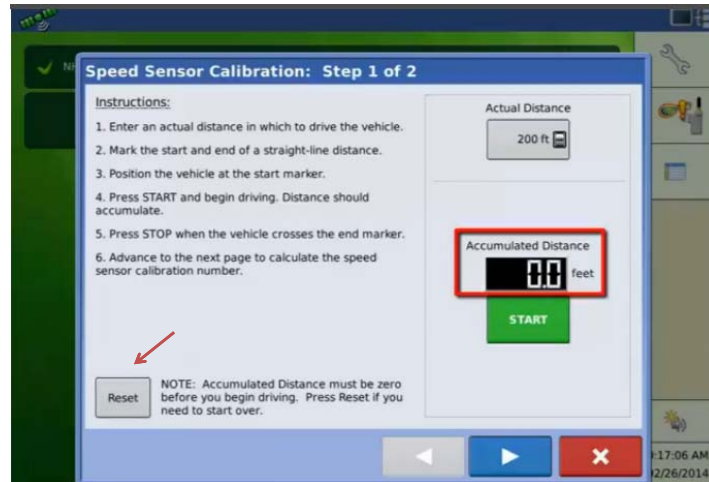 NH
Speed Sensor Calibration: Step 1 of 2
Instructions:
1. Enter an actual distance in which to drive the vehicle.
2. Mark the start and end of a straight-line distance.
3. Position the vehicle at the start marker.
4. Press START and begin driving. Distance should
accumulate.
5. Press STOP when the vehicle crosses the end marker.
6. Advance to the next page to calculate the speed
sensor calibration number.
Reset
NOTE: Accumulated Distance must be zero
before you begin driving. Press Reset if you
need to start over.
Actual Distance
200 ft
Accumulated Distance
0.0 feet
START
:17:06 AM
02/26/2014